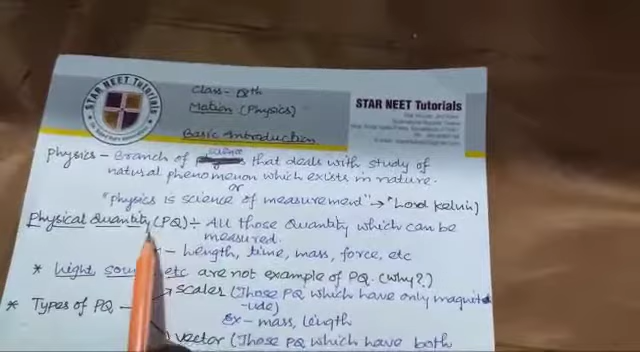 STAR NEET Tutorials
Class - 9th
Motion (Physics)
STAR NEET Tutorials
Basic Introduction
Physics - Branch of science that deals with study of
natural phenomenon which exists in nature.
or
"Physics is science of measurement" → "Lord Kelvin)
Physical Quantity (PQ) ÷ All those Quantity which can be
measured.
- Length, time, mass, force, etc
* Light, etc are not example of PQ. (why?)
* Types of PQ → Scaler (Those PQ which have only magnit
-ude)
Ex - mass, length
Vector (Those PQ which have both